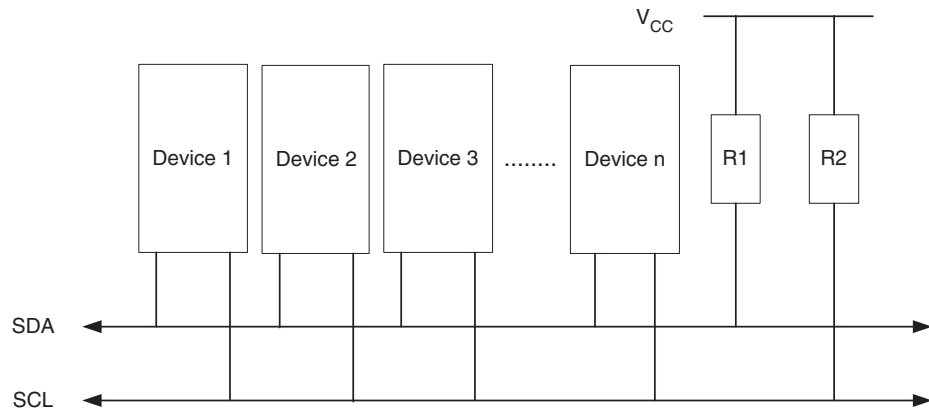 VCC
Device 1
Device 2
Device 3
........
Device n
R1
R2
SDA
SCL